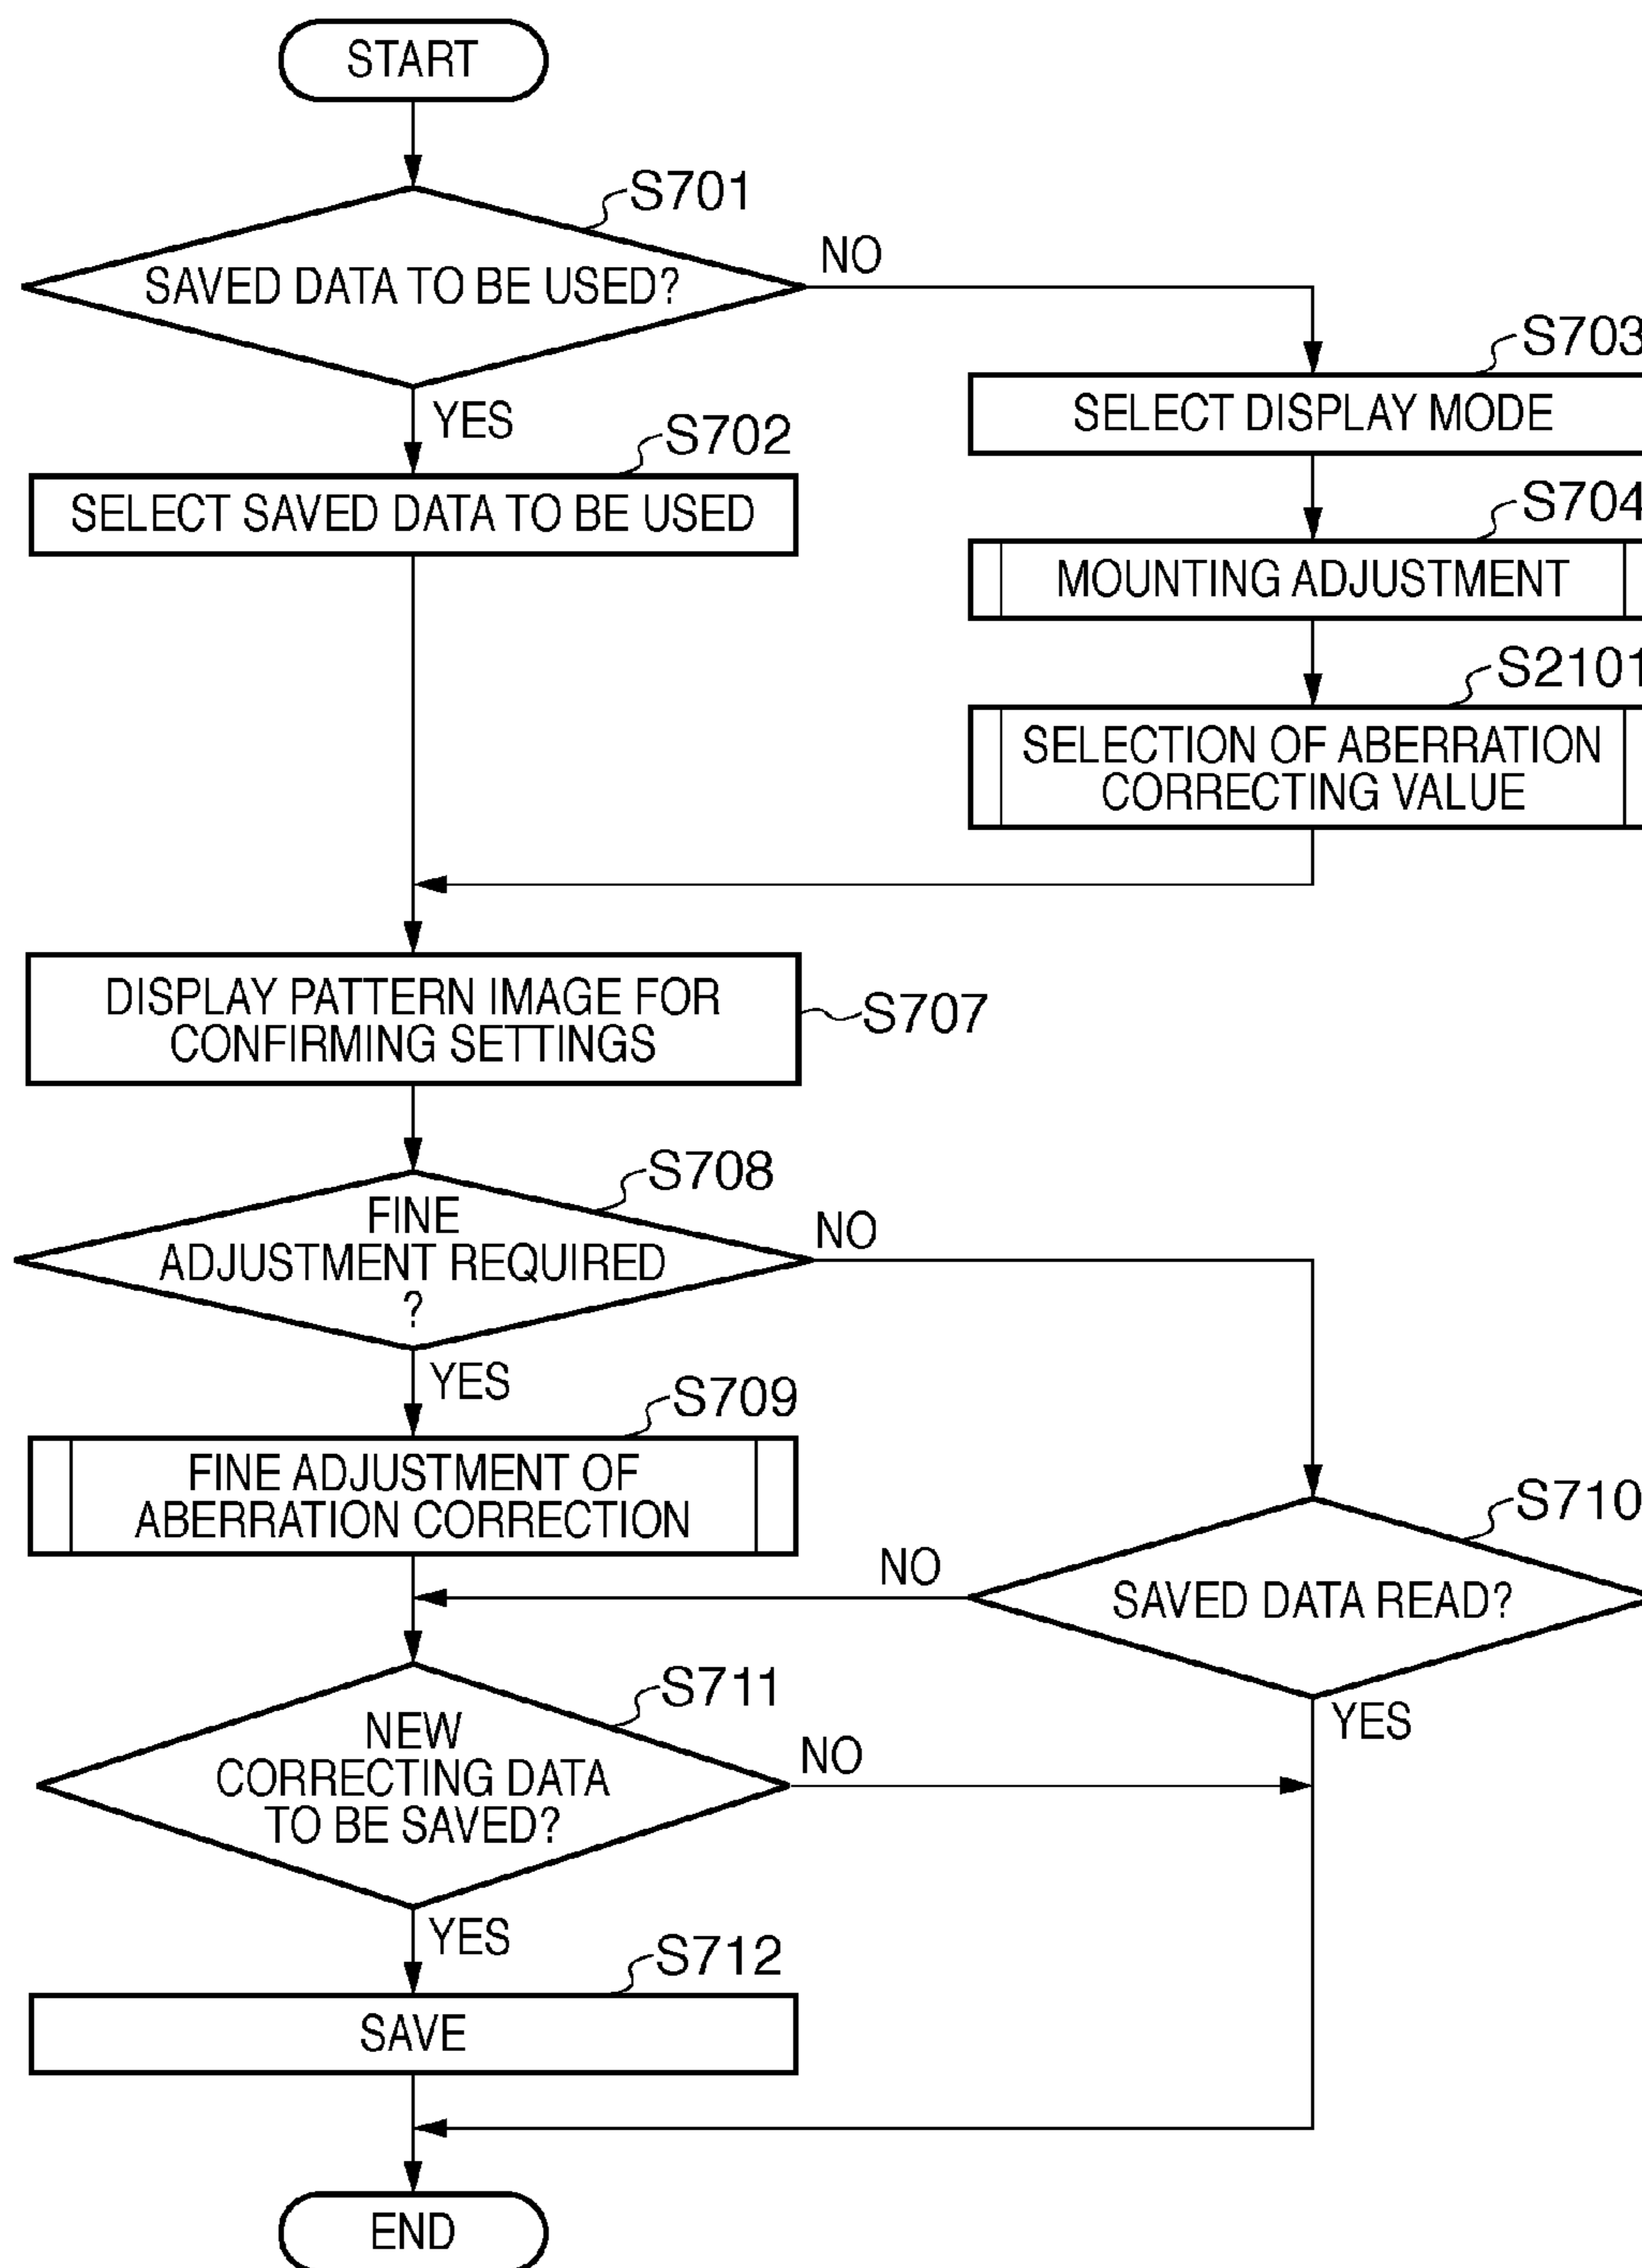 START
S701
SAVED DATA TO BE USED?
NO
YES
S703
SELECT DISPLAY MODE
S702
SELECT SAVED DATA TO BE USED
S704
MOUNTING ADJUSTMENT
S2101
SELECTION OF ABERRATION
CORRECTING VALUE
DISPLAY PATTERN IMAGE FOR
CONFIRMING SETTINGS
S707
S708
FINE
ADJUSTMENT REQUIRED
?
NO
YES
S709
FINE ADJUSTMENT OF
ABERRATION CORRECTION
S710
SAVED DATA READ?
NO
YES
S711
NEW
CORRECTING DATA
TO BE SAVED?
NO
YES
S712
SAVE
END